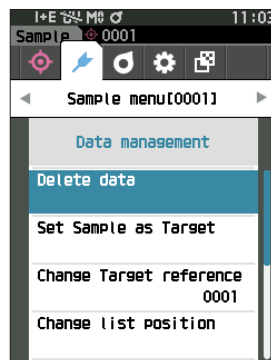 I+E M0 11:03
Sample 0001
Sample menu[0001]
Data management
Delete data
Set Sample as Target
Change Target reference
0001
Change list position